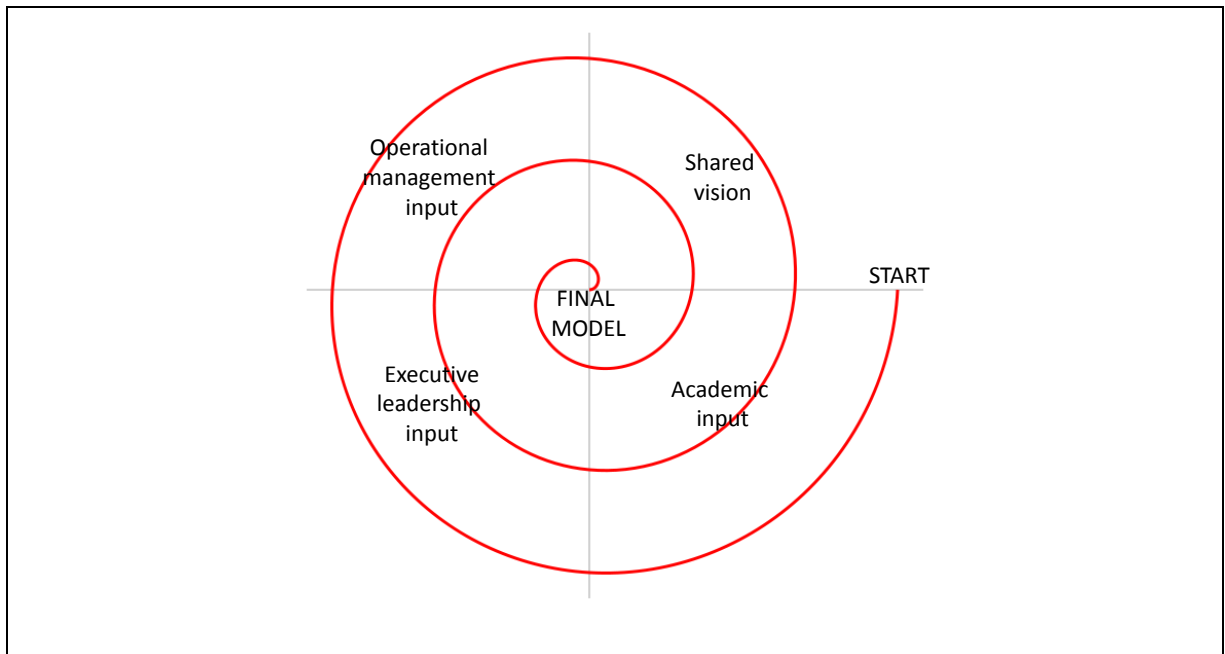 Operational
management
input
Shared
vision
START
FINAL
MODEL
Executive
leadership
input
Academic
input